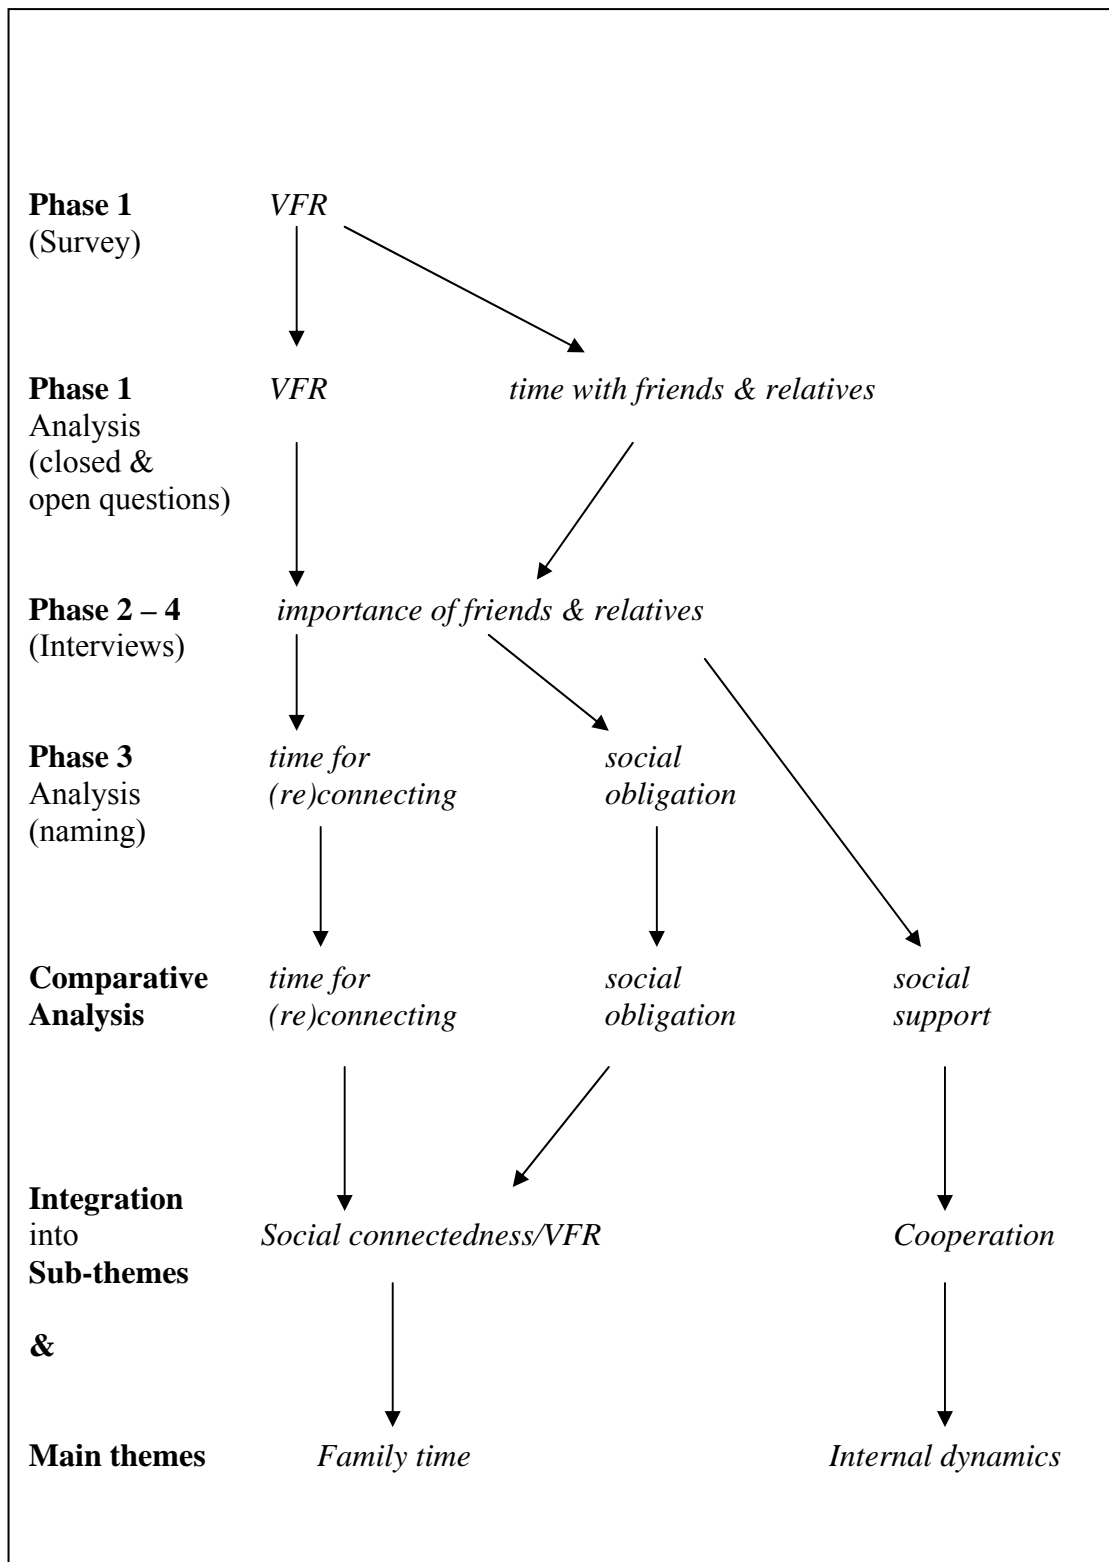 Phase 1 VFR
(Survey)
Phase 1 VFR time with friends & relatives
Analysis
(closed &
open questions)
Phase 2 – 4 importance of friends & relatives
(Interviews)
Phase 3 time for social
Analysis (re)connecting obligation
(naming)
Comparative time for social social
Analysis (re)connecting obligation support
Integration
into Social connectedness/VFR Cooperation
Sub-themes
&
Main themes Family time Internal dynamics